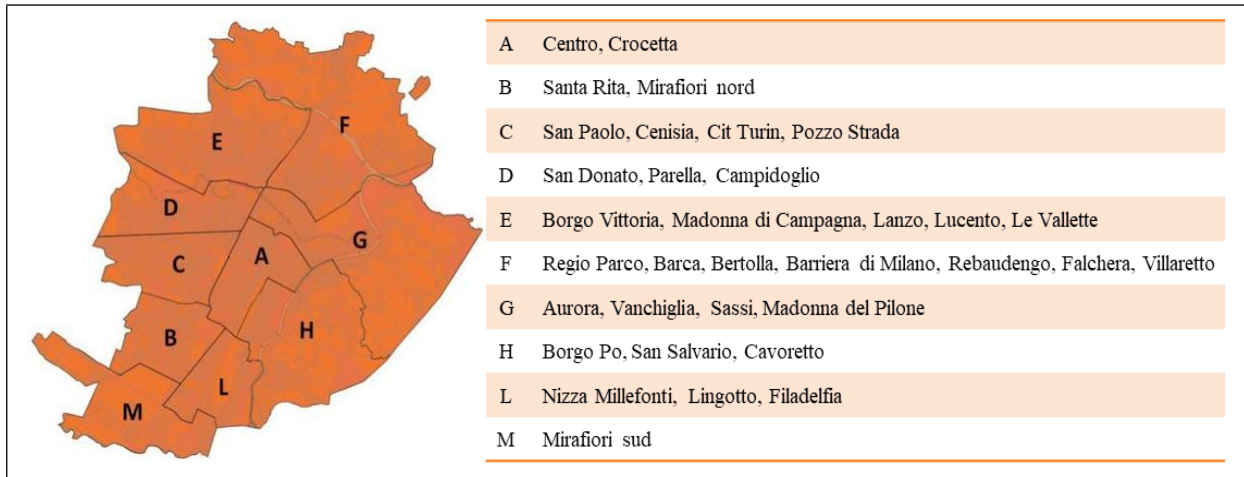 E
F
D
G
A
C
H
B
L
M
A Centro, Crocetta
B Santa Rita, Mirafiori nord
C San Paolo, Cenisia, Cit Turin, Pozzo Strada
D San Donato, Parella, Campidoglio
E Borgo Vittoria, Madonna di Campagna, Lanzo, Lucento, Le Vallette
F Regio Parco, Barca, Bertolla, Barriera di Milano, Rebaudengo, Falchera, Villaretto
G Aurora, Vanchiglia, Sassi, Madonna del Pilone
H Borgo Po, San Salvario, Cavoretto
L Nizza Millefonti, Lingotto, Filadelfia
M Mirafiori sud